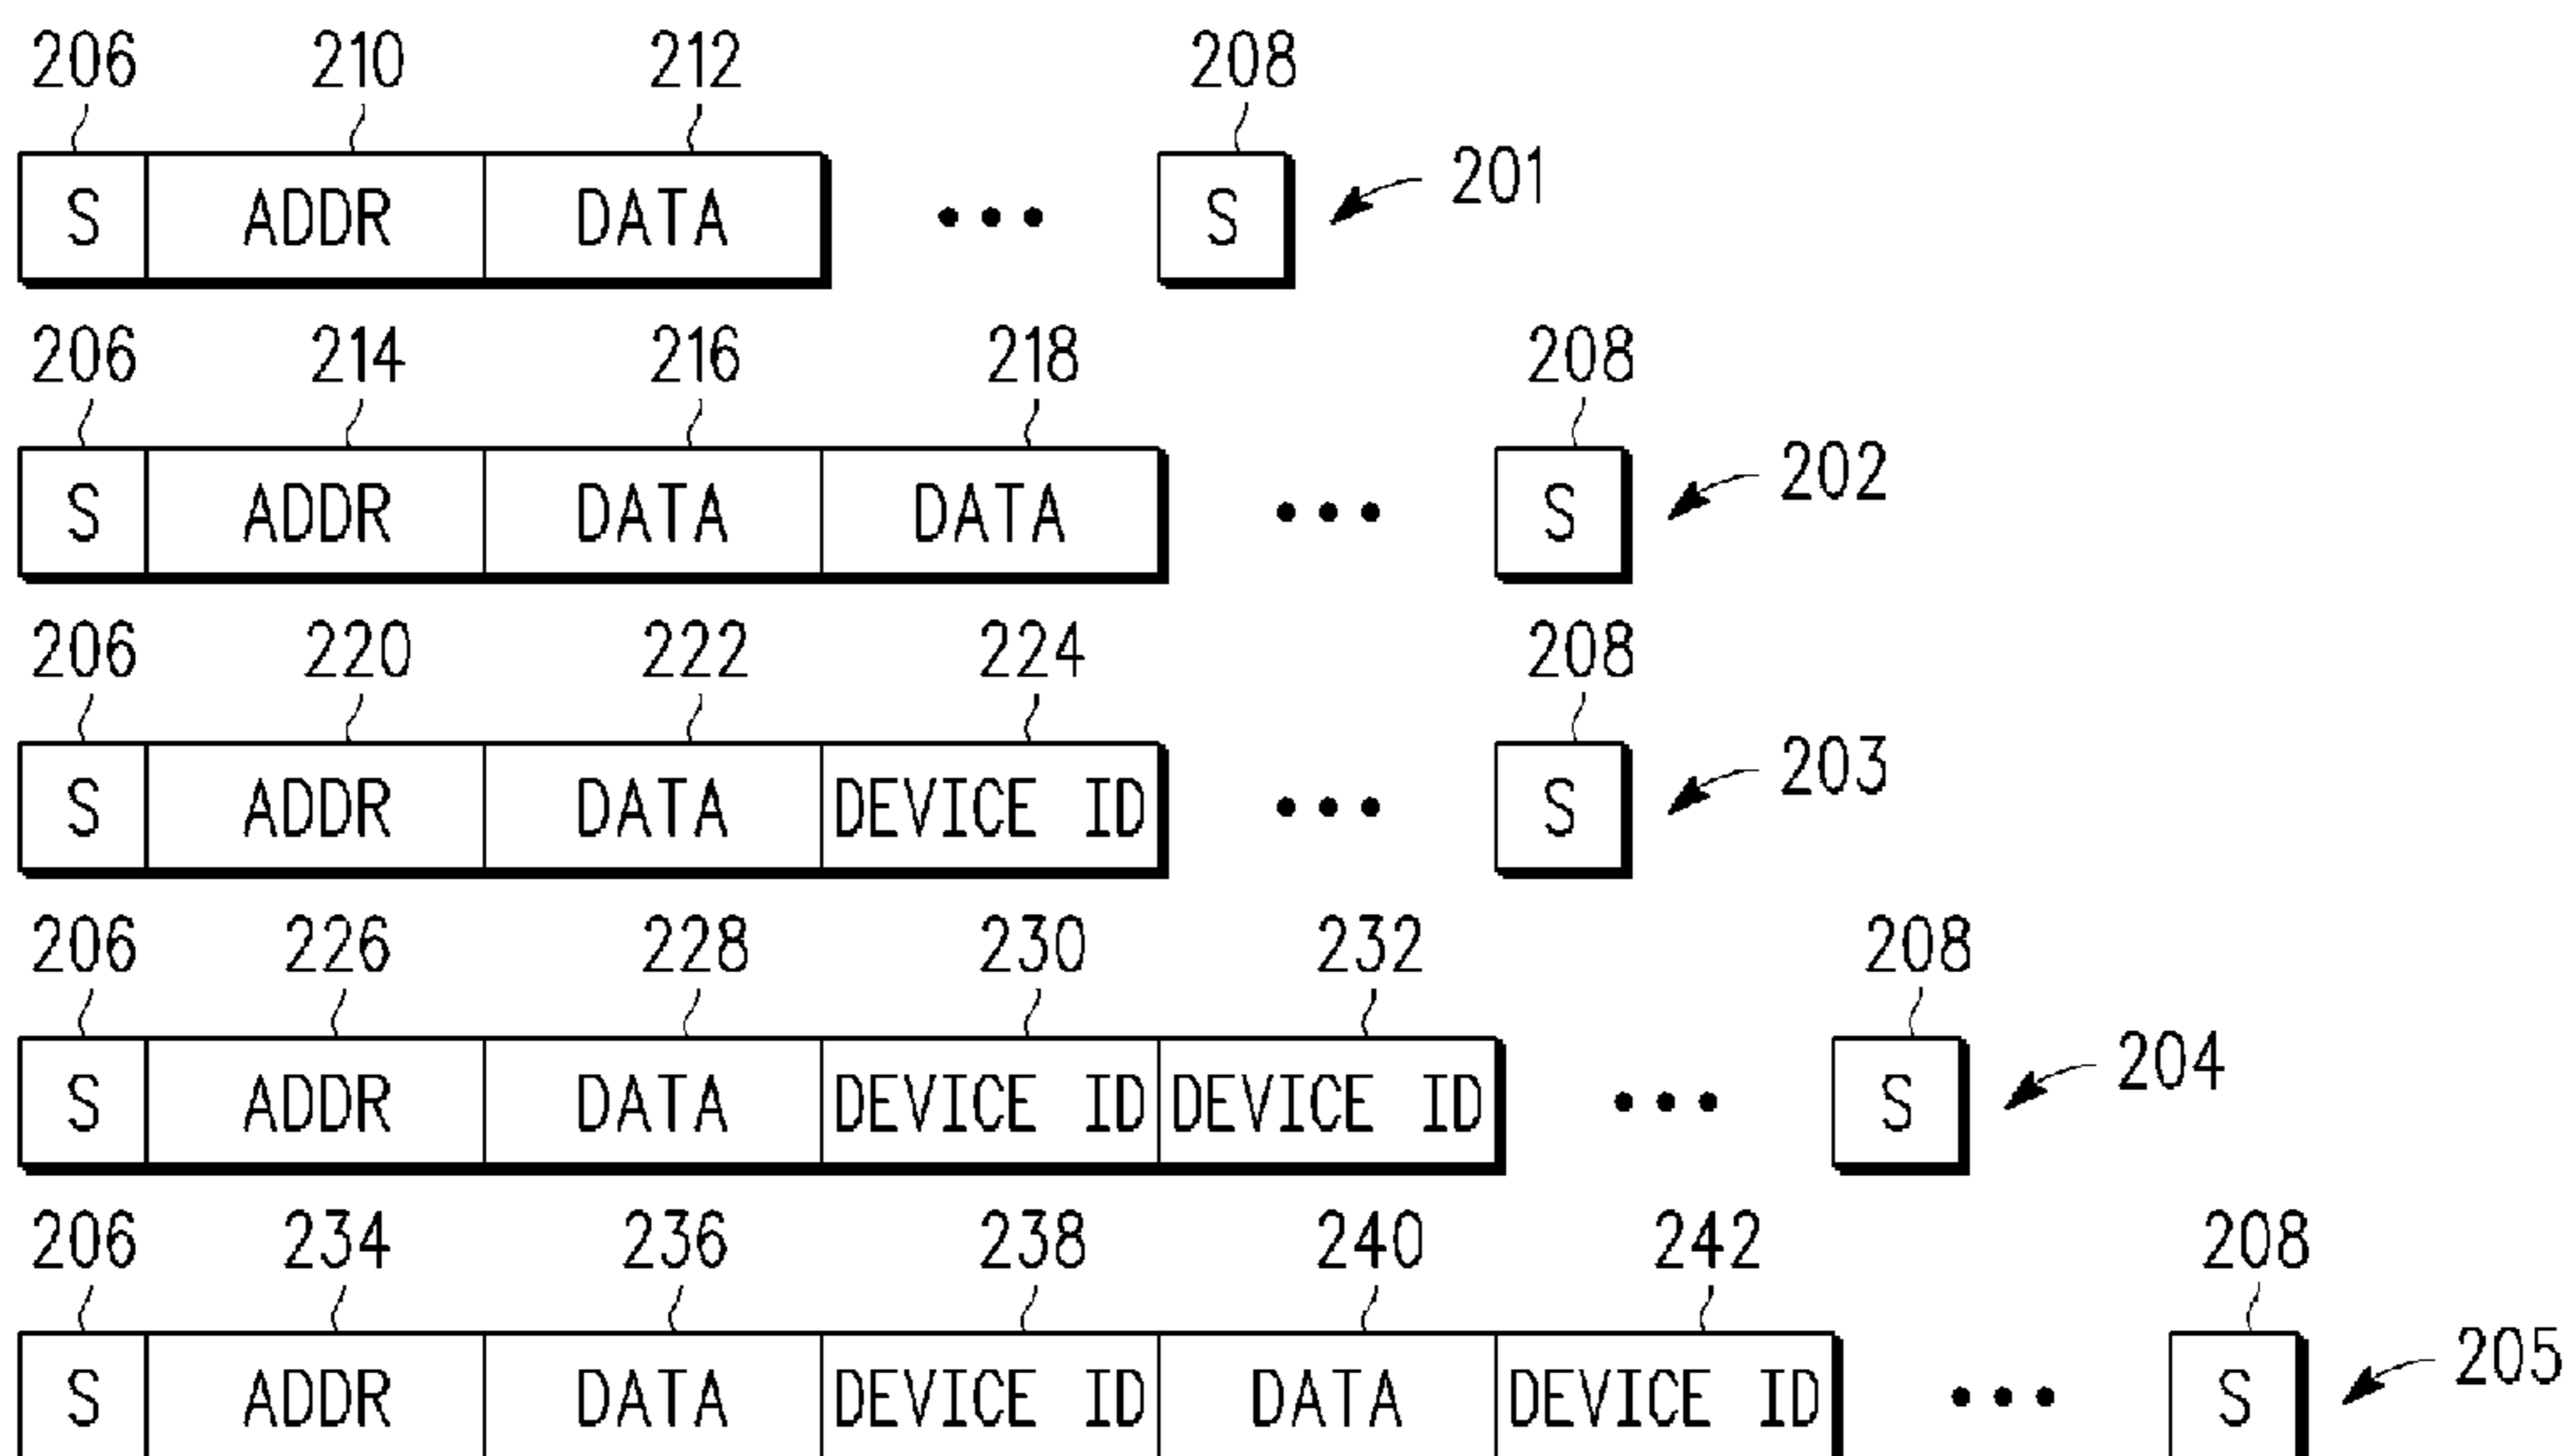 206 210 212 208
S ADDR DATA ••• S 201
206 214 216 218 208
S ADDR DATA DATA ••• S 202
206 220 222 224 208
S ADDR DATA DEVICE ID ••• S 203
206 226 228 230 232 208
S ADDR DATA DEVICE ID DEVICE ID ••• S 204
206 234 236 238 240 242 208
S ADDR DATA DEVICE ID DATA DEVICE ID ••• S 205